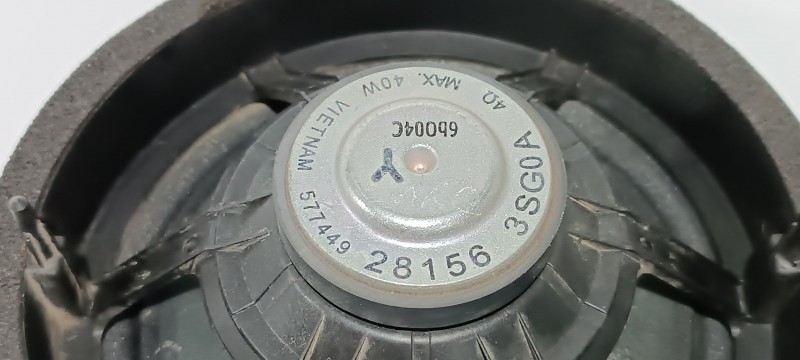 28156 3SG0A
4Ω MAX. 40W VIETNAM 577449
6b004C
Y